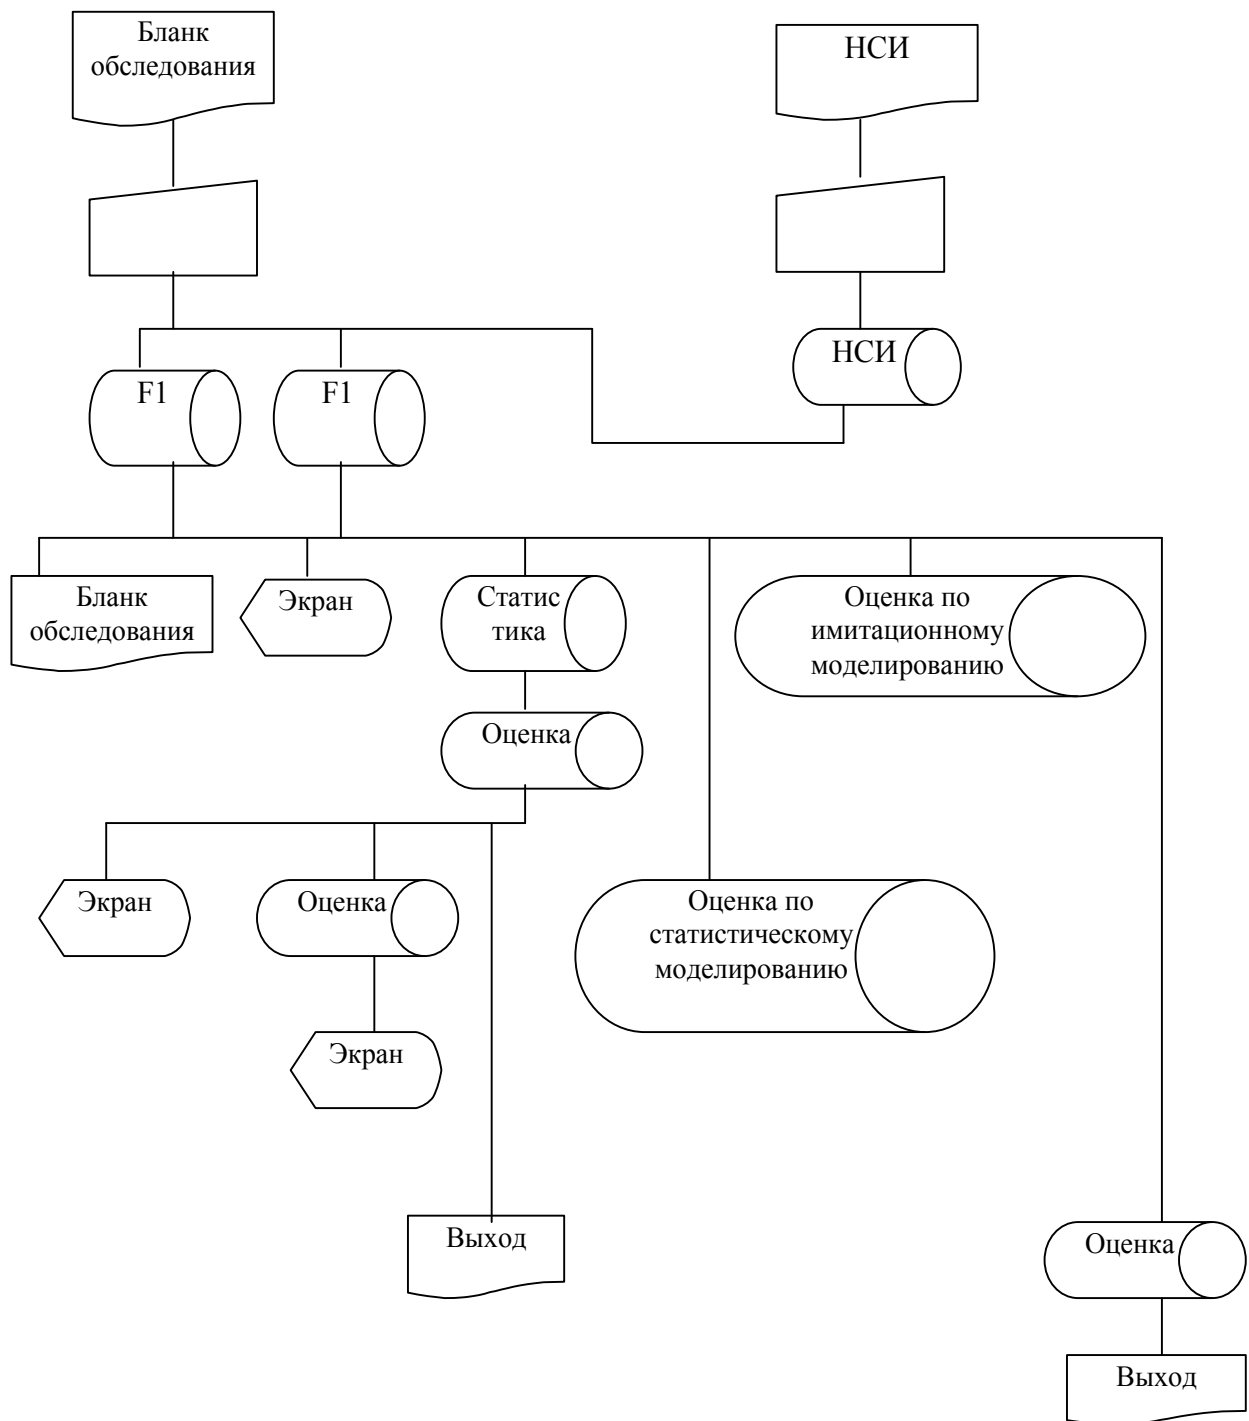 Бланк
обследования
НСИ
НСИ
F1
F1
Бланк
обследования
Экран
Статис
тика
Оценка по
имитационному
моделированию
Оценка
Экран
Оценка
Оценка по
статистическому
моделированию
Экран
Выход
Оценка
Выход